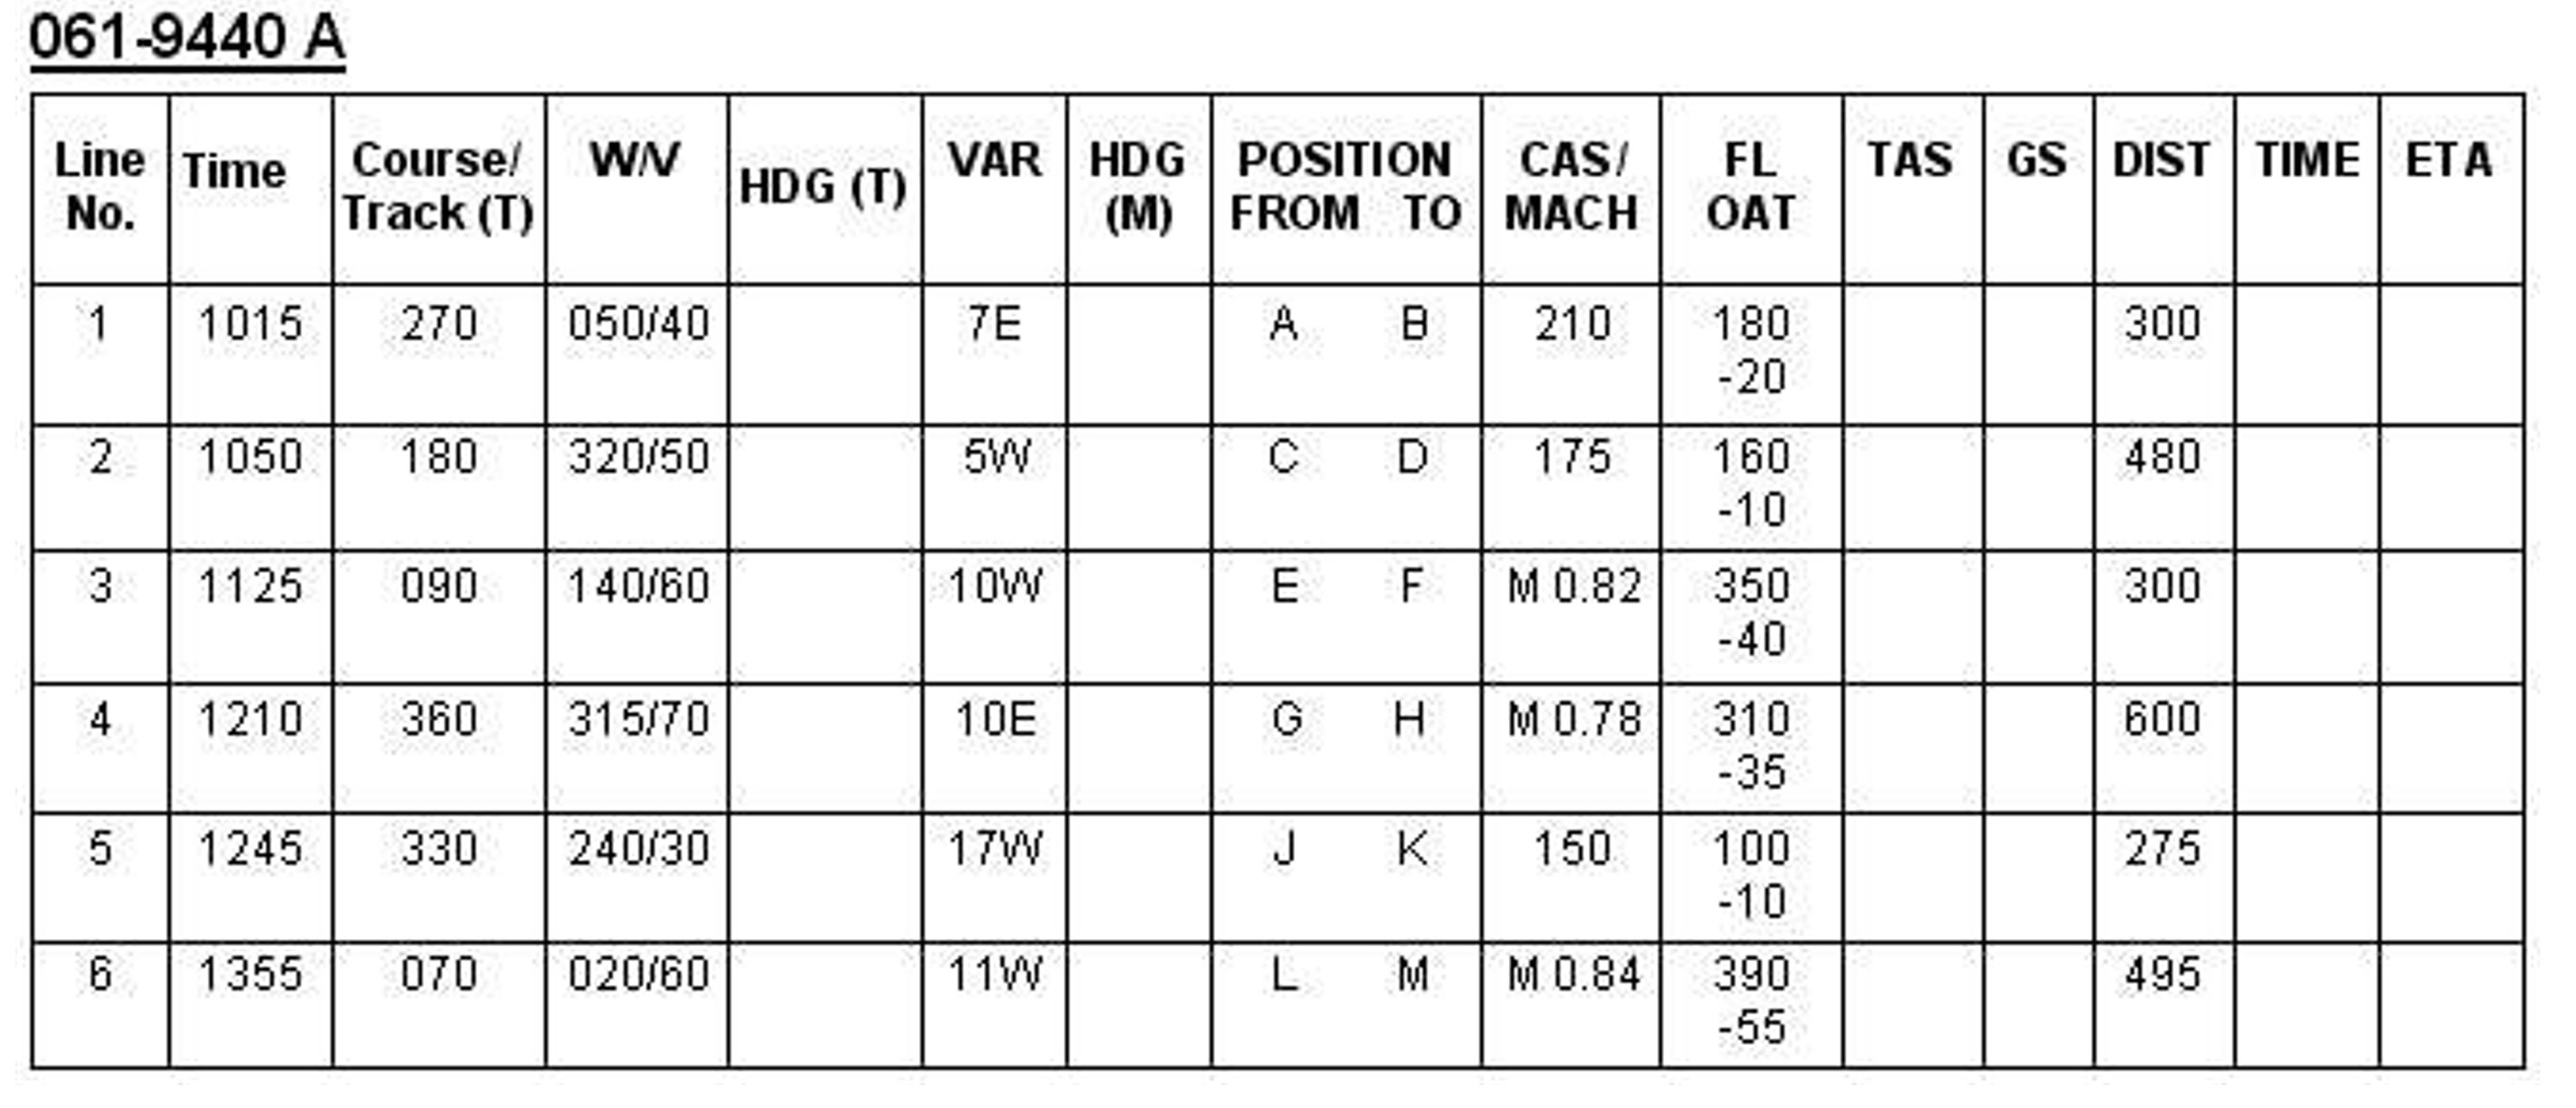 061-9440 A
Line No. Time Course/ Track (T) W/V HDG (T) VAR HDG (M) POSITION FROM TO CAS/ MACH FL OAT TAS GS DIST TIME ETA
1 1015 270 050/40 7E A B 210 180 300
-20
2 1050 180 320/50 5W C D 175 160 480
-10
3 1125 090 140/60 10W E F M 0.82 350 300
-40
4 1210 360 315/70 10E G H M 0.78 310 600
-35
5 1245 330 240/30 17W J K 150 100 275
-10
6 1355 070 020/60 11W L M M 0.84 390 495
-55